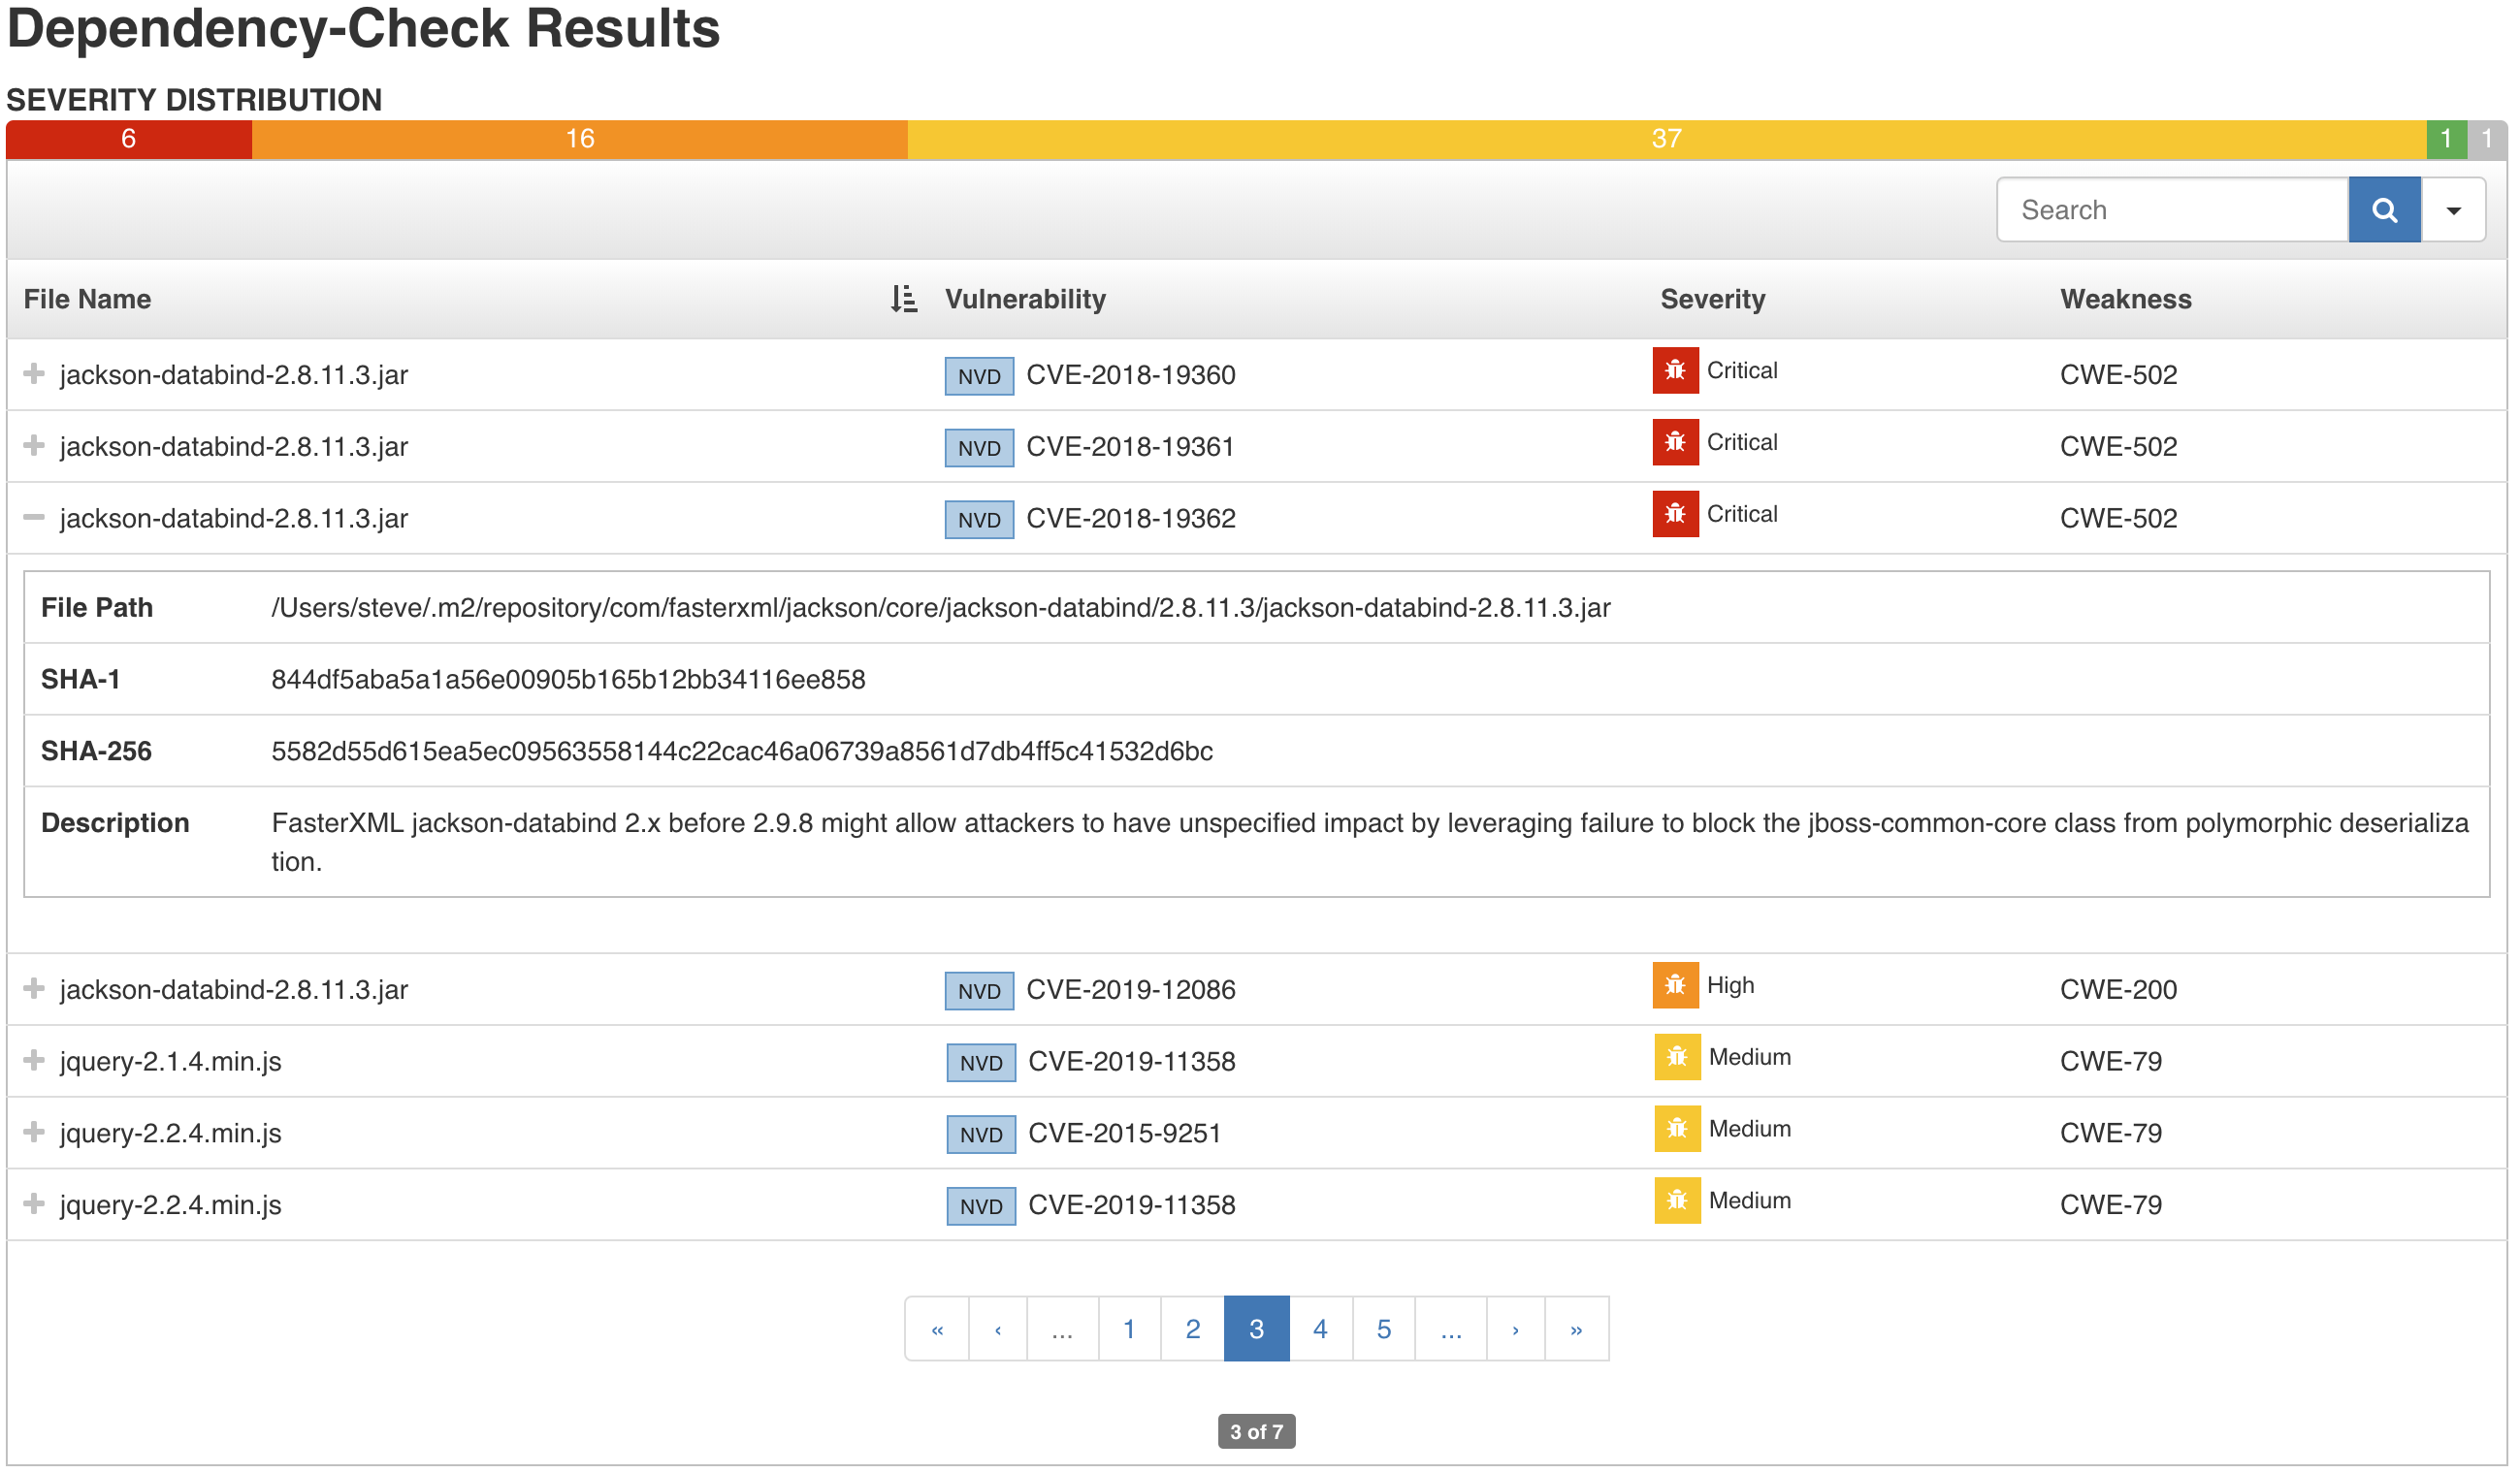 Dependency-Check Results
SEVERITY DISTRIBUTION
6 16 37 1 1
Search
File Name Vulnerability Severity Weakness
jackson-databind-2.8.11.3.jar NVD CVE-2018-19360 Critical CWE-502
jackson-databind-2.8.11.3.jar NVD CVE-2018-19361 Critical CWE-502
jackson-databind-2.8.11.3.jar NVD CVE-2018-19362 Critical CWE-502
File Path /Users/steve/.m2/repository/com/fasterxml/jackson/core/jackson-databind/2.8.11.3/jackson-databind-2.8.11.3.jar
SHA-1 844df5aba5a1a56e00905b165b12bb34116ee858
SHA-256 5582d55d615ea5ec09563558144c22cac46a06739a8561d7db4ff5c41532d6bc
Description FasterXML jackson-databind 2.x before 2.9.8 might allow attackers to have unspecified impact by leveraging failure to block the jboss-common-core class from polymorphic deserializa
tion.
jackson-databind-2.8.11.3.jar NVD CVE-2019-12086 High CWE-200
jquery-2.1.4.min.js NVD CVE-2019-11358 Medium CWE-79
jquery-2.2.4.min.js NVD CVE-2015-9251 Medium CWE-79
jquery-2.2.4.min.js NVD CVE-2019-11358 Medium CWE-79
« ‹ ... 1 2 3 4 5 ... › »
3 of 7